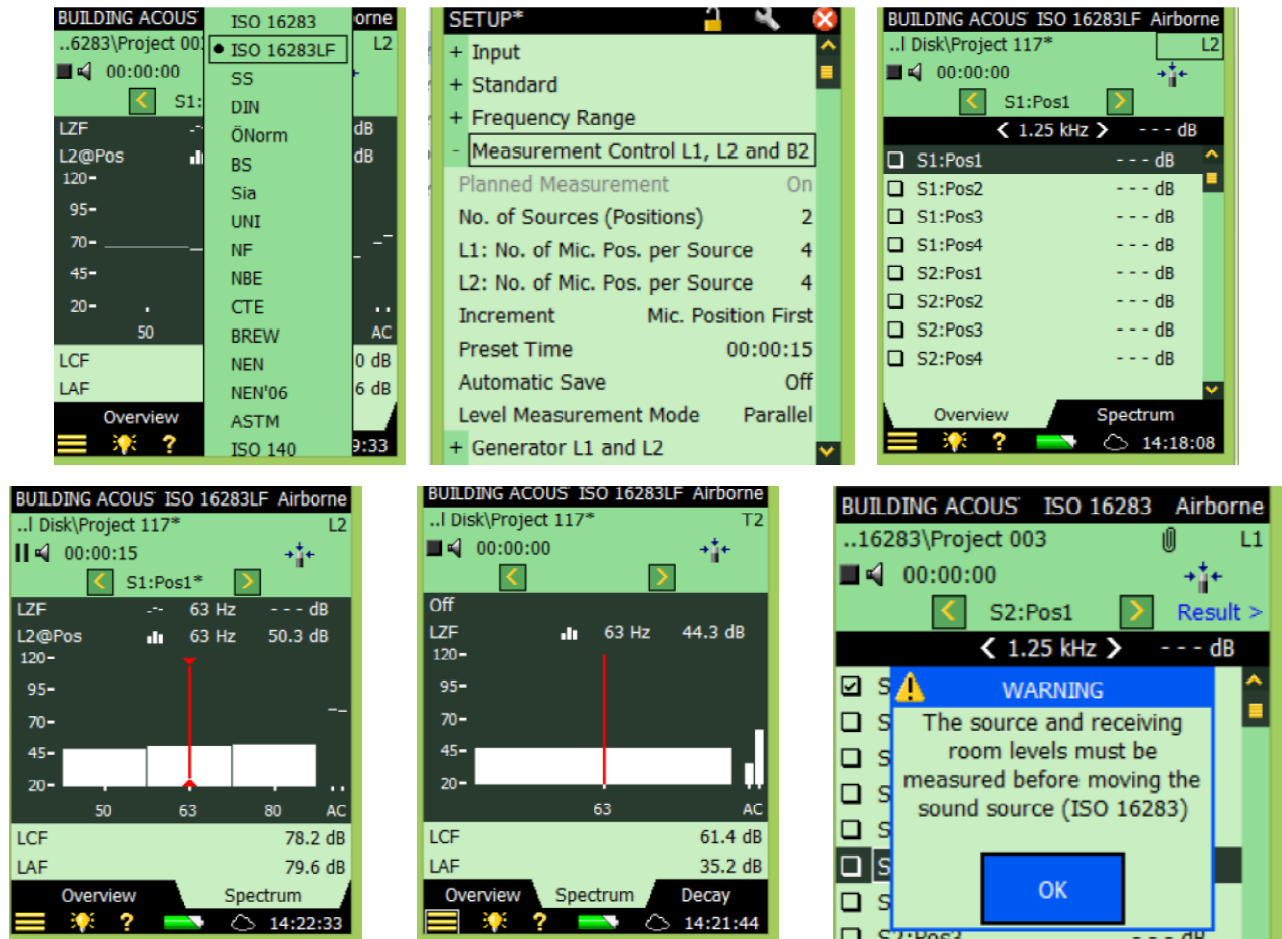 BUILDING ACOUS orne
..6283\Project 00 L2
00:00:00
S1:
LZF -.-- dB
L2@Pos dB
120-
95-
70-
45-
20-
50 AC
LCF 0 dB
LAF 6 dB
Overview
? 9:33
ISO 16283
ISO 16283LF
SS
DIN
ÖNorm
BS
Sia
UNI
NF
NBE
CTE
BREW
NEN
NEN'06
ASTM
ISO 140
SETUP*
+ Input
+ Standard
+ Frequency Range
- Measurement Control L1, L2 and B2
Planned Measurement On
No. of Sources (Positions) 2
L1: No. of Mic. Pos. per Source 4
L2: No. of Mic. Pos. per Source 4
Increment Mic. Position First
Preset Time 00:00:15
Automatic Save Off
Level Measurement Mode Parallel
+ Generator L1 and L2
BUILDING ACOUS ISO 16283LF Airborne
..l Disk\Project 117* L2
00:00:00
< S1:Pos1 >
< 1.25 kHz > - - - dB
S1:Pos1 - - - dB
S1:Pos2 - - - dB
S1:Pos3 - - - dB
S1:Pos4 - - - dB
S2:Pos1 - - - dB
S2:Pos2 - - - dB
S2:Pos3 - - - dB
S2:Pos4 - - - dB
Overview Spectrum
? 14:18:08
BUILDING ACOUS ISO 16283LF Airborne
..l Disk\Project 117* L2
00:00:15
< S1:Pos1* >
LZF 63 Hz - - - dB
L2@Pos 63 Hz 50.3 dB
120-
95-
70-
45-
20-
50 63 80 AC
LCF 78.2 dB
LAF 79.6 dB
Overview Spectrum
? 14:22:33
BUILDING ACOUS ISO 16283LF Airborne
..l Disk\Project 117* T2
00:00:00
< >
Off
LZF 63 Hz 44.3 dB
120-
95-
70-
45-
20-
63 AC
LCF 61.4 dB
LAF 35.2 dB
Overview Spectrum Decay
? 14:21:44
BUILDING ACOUS ISO 16283 Airborne
..16283\Project 003 L1
00:00:00
< S2:Pos1 > Result >
< 1.25 kHz > - - - dB
WARNING
The source and receiving
room levels must be
measured before moving the
sound source (ISO 16283)
OK
S2:Pos3 - - - dB